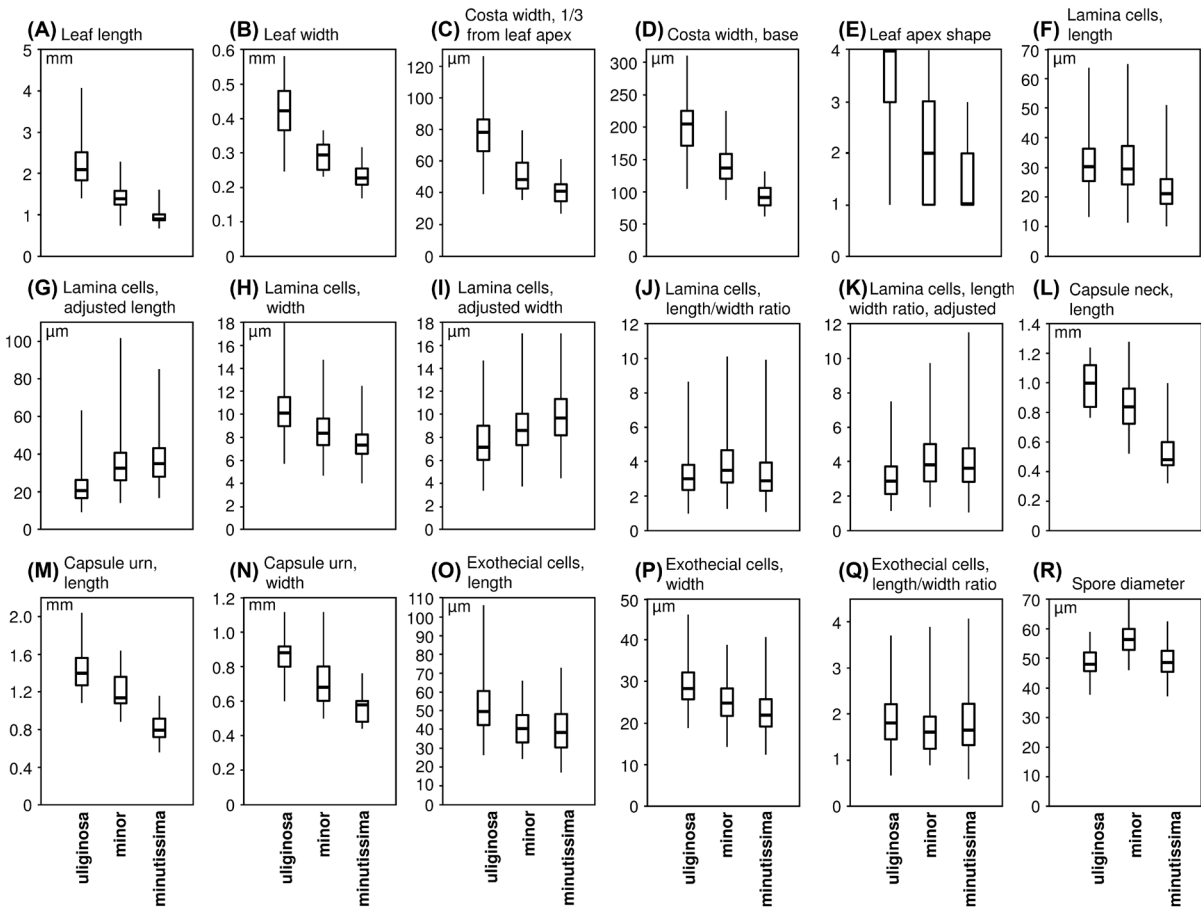 (A) Leaf length
mm
5
4
3
2
1
0
(B) Leaf width
mm
0.6
0.5
0.4
0.3
0.2
0.1
0
(C) Costa width, 1/3
from leaf apex
µm
120
100
80
60
40
20
0
(D) Costa width, base
µm
300
250
200
150
100
50
0
(E) Leaf apex shape
4
3
2
1
0
(F) Lamina cells,
length
µm
70
60
50
40
30
20
10
0
(G) Lamina cells,
adjusted length
µm
100
80
60
40
20
0
(H) Lamina cells,
width
µm
18
16
14
12
10
8
6
4
2
0
(I) Lamina cells,
adjusted width
µm
18
16
14
12
10
8
6
4
2
0
(J) Lamina cells,
length/width ratio
12
10
8
6
4
2
0
(K) Lamina cells, length
width ratio, adjusted
12
10
8
6
4
2
0
(L) Capsule neck,
length
mm
1.4
1.2
1.0
0.8
0.6
0.4
0.2
0
(M) Capsule urn,
length
mm
2.0
1.6
1.2
0.8
0.4
0
uliginosa
minor
minutissima
(N) Capsule urn,
width
mm
1.2
1.0
0.8
0.6
0.4
0.2
0
uliginosa
minor
minutissima
(O) Exothecial cells,
length
µm
110
100
90
80
70
60
50
40
30
20
10
0
uliginosa
minor
minutissima
(P) Exothecial cells,
width
µm
50
40
30
20
10
0
uliginosa
minor
minutissima
(Q) Exothecial cells,
length/width ratio
4
3
2
1
0
uliginosa
minor
minutissima
(R) Spore diameter
µm
70
60
50
40
30
20
10
0
uliginosa
minor
minutissima